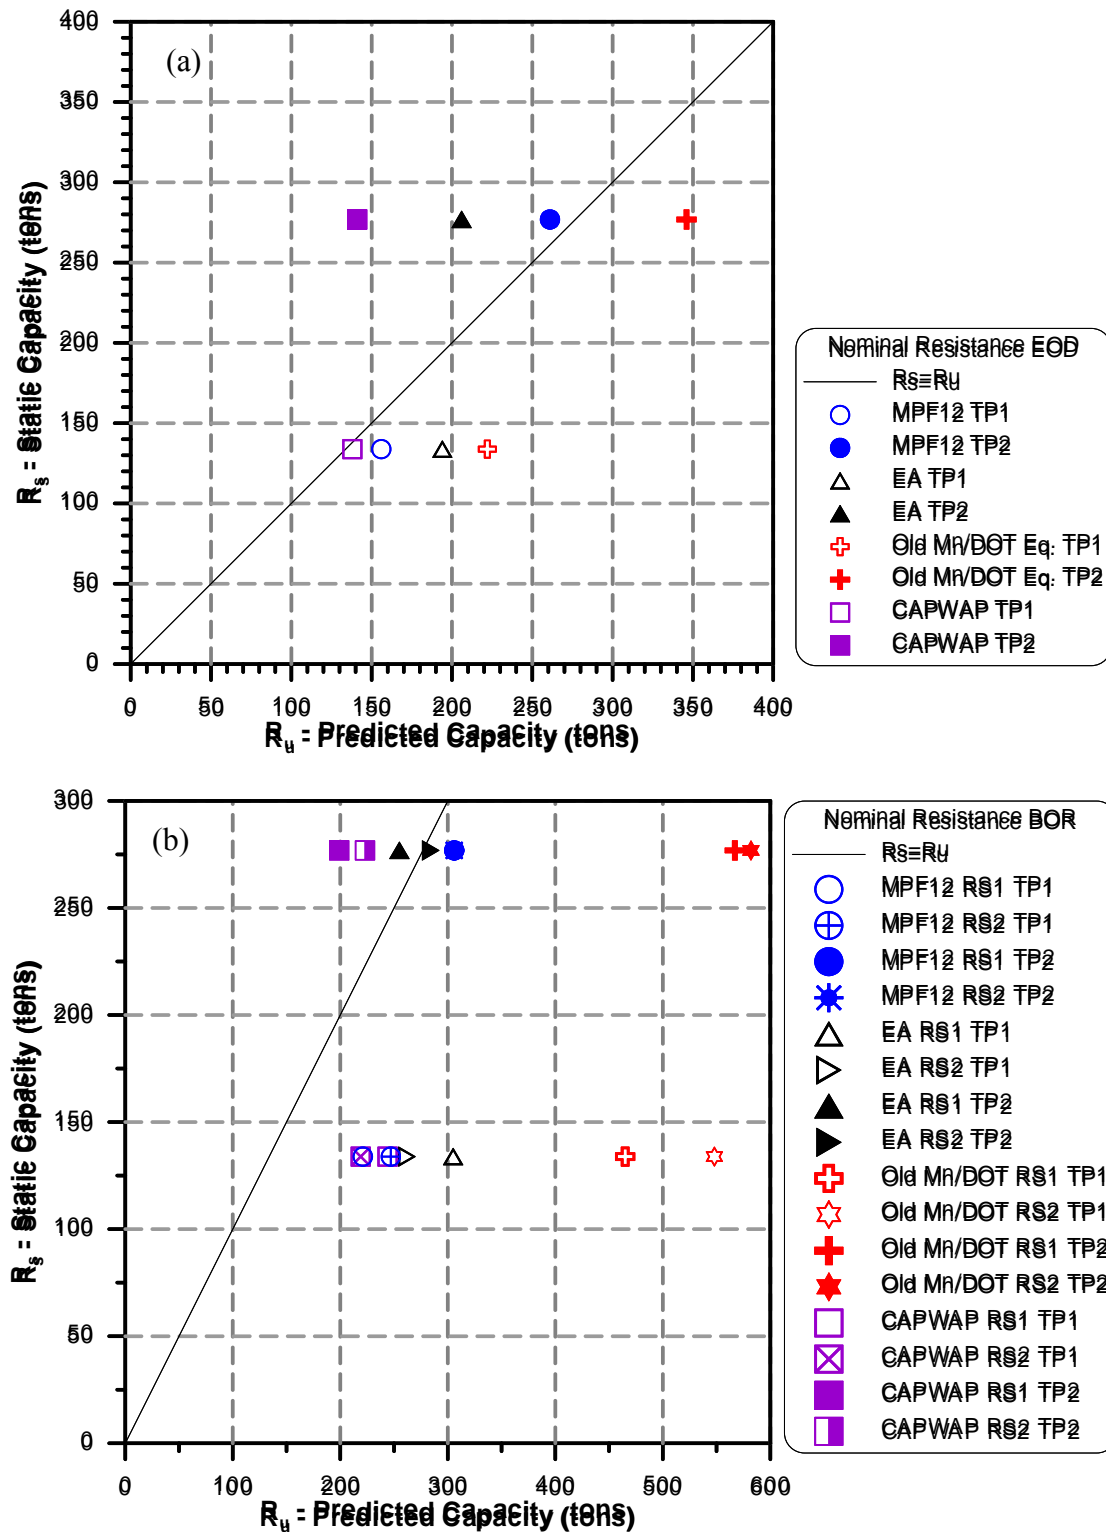 (a)
400
350
300
250
200
150
100
50
0
Rs - Static Capacity (tons)
0 50 100 150 200 250 300 350 400
Ru - Predicted Capacity (tons)
Nominal Resistance EOD
Rs=Ru
MPF12 TP1
MPF12 TP2
EA TP1
EA TP2
Old Mn/DOT Eq. TP1
Old Mn/DOT Eq. TP2
CAPWAP TP1
CAPWAP TP2
(b)
300
250
200
150
100
50
0
Rs - Static Capacity (tons)
0 100 200 300 400 500 600
Ru - Predicted Capacity (tons)
Nominal Resistance BOR
Rs=Ru
MPF12 RS1 TP1
MPF12 RS2 TP1
MPF12 RS1 TP2
MPF12 RS2 TP2
EA RS1 TP1
EA RS2 TP1
EA RS1 TP2
EA RS2 TP2
Old Mn/DOT RS1 TP1
Old Mn/DOT RS2 TP1
Old Mn/DOT RS1 TP2
Old Mn/DOT RS2 TP2
CAPWAP RS1 TP1
CAPWAP RS2 TP1
CAPWAP RS1 TP2
CAPWAP RS2 TP2